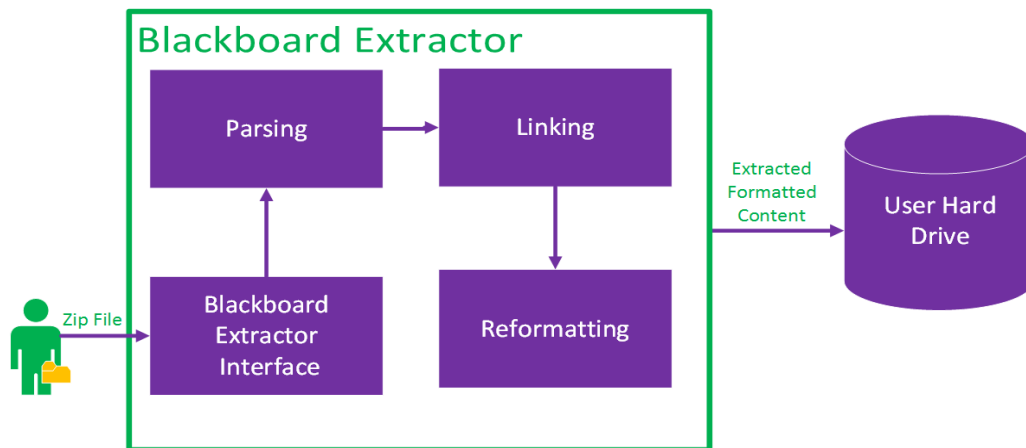 Blackboard Extractor
Parsing
Linking
Extracted
Formatted
Content
User Hard
Drive
Zip File
Blackboard
Extractor
Interface
Reformatting